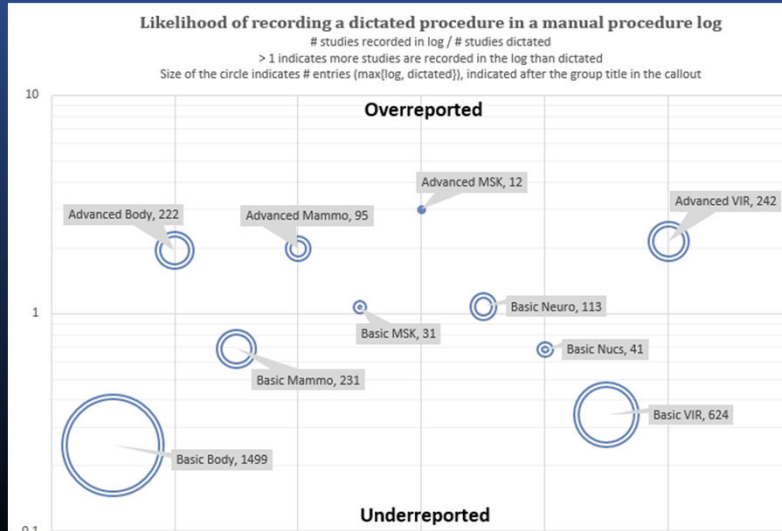 Likelihood of recording a dictated procedure in a manual procedure log
# studies recorded in log / # studies dictated
> 1 indicates more studies are recorded in the log than dictated
Size of the circle indicates # entries (max{log, dictated}), indicated after the group title in the callout
10
Overreported
Advanced MSK, 12
Advanced Body, 222
Advanced Mammo, 95
Advanced VIR, 242
1
Basic MSK, 31
Basic Neuro, 113
Basic Nucs, 41
Basic Mammo, 231
Basic VIR, 624
Basic Body, 1499
Underreported
0.1